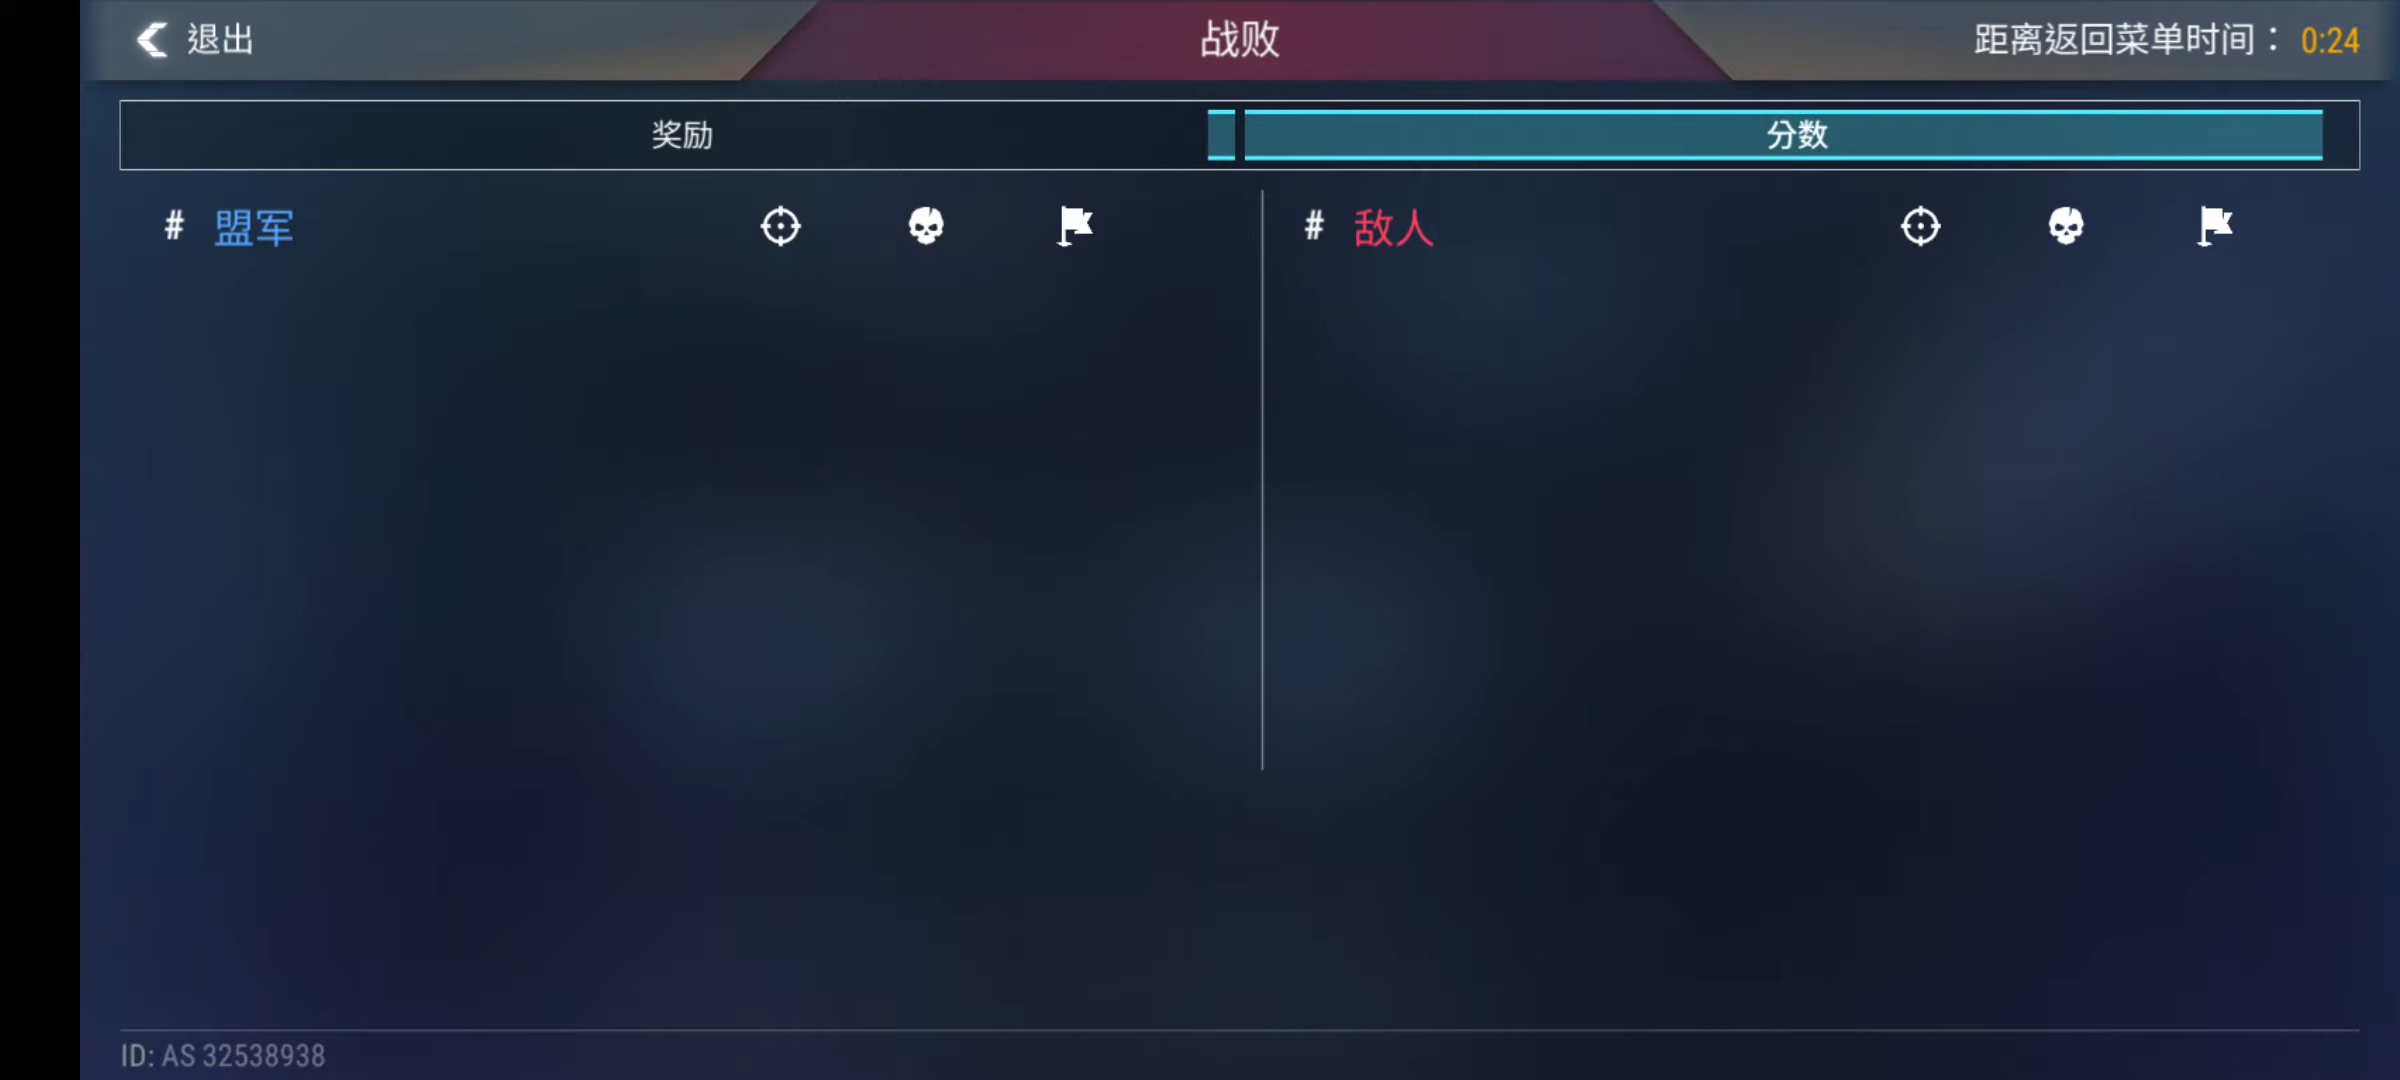 退出
战败
距离返回菜单时间： 0:24
奖励
分数
# 盟军
# 敌人
ID: AS 32538938